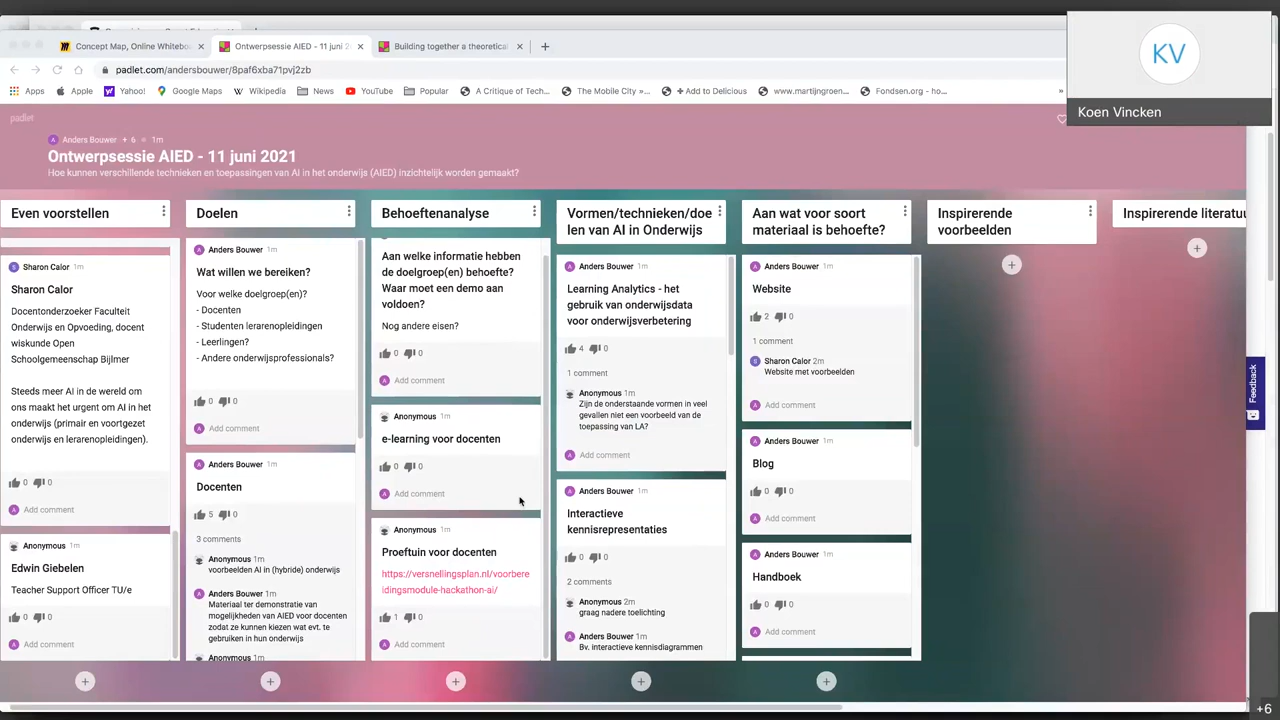 Concept Map, Online Whitebo
Ontwerpsessie AIED - 11 juni 2
Building together a theoretical
padlet.com/andersbouwer/8paf6xba71pvj2zb
Apps
Apple
Yahoo!
Google Maps
Wikipedia
News
YouTube
Popular
A Critique of Tech...
The Mobile City »...
+ Add to Delicious
www.martijngroen...
Fondsen.org - ho...
»
KV
Koen Vincken
padlet
Anders Bouwer + 6 1m
Ontwerpsessie AIED - 11 juni 2021
Hoe kunnen verschillende technieken en toepassingen van AI in het onderwijs (AIED) inzichtelijk worden gemaakt?
Even voorstellen
Sharon Calor 1m
Sharon Calor
Docentonderzoeker Faculteit
Onderwijs en Opvoeding, docent
wiskunde Open
Schoolgemeenschap Bijlmer
Steeds meer AI in de wereld om
ons maakt het urgent om AI in het
onderwijs (primair en voortgezet
onderwijs en lerarenopleidingen).
0 0
Add comment
Anonymous 1m
Edwin Giebelen
Teacher Support Officer TU/e
0 0
Add comment
Doelen
Anders Bouwer 1m
Wat willen we bereiken?
Voor welke doelgroep(en)?
- Docenten
- Studenten lerarenopleidingen
- Leerlingen?
- Andere onderwijsprofessionals?
0 0
Add comment
Anders Bouwer 1m
Docenten
5 0
3 comments
Anonymous 1m
voorbeelden AI in (hybride) onderwijs
Anders Bouwer 1m
Materiaal ter demonstratie van
mogelijkheden van AIED voor docenten
zodat ze kunnen kiezen wat evt. te
gebruiken in hun onderwijs
Anonymous 1m
Behoeftenanalyse
Aan welke informatie hebben
de doelgroep(en) behoefte?
Waar moet een demo aan
voldoen?
Nog andere eisen?
0 0
Add comment
Anonymous 1m
e-learning voor docenten
0 0
Add comment
Anonymous 1m
Proeftuin voor docenten
https://versnellingsplan.nl/voorbere
idingsmodule-hackathon-ai/
1 0
Add comment
Vormen/technieken/doe
len van AI in Onderwijs
Anders Bouwer 1m
Learning Analytics - het
gebruik van onderwijsdata
voor onderwijsverbetering
4 0
1 comment
Anonymous 1m
Zijn de onderstaande vormen in veel
gevallen niet een voorbeeld van de
toepassing van LA?
Add comment
Anders Bouwer 1m
Interactieve
kennisrepresentaties
0 0
2 comments
Anonymous 2m
graag nadere toelichting
Anders Bouwer 1m
Bv. interactieve kennisdiagrammen
Aan wat voor soort
materiaal is behoefte?
Anders Bouwer 1m
Website
2 0
1 comment
Sharon Calor 2m
Website met voorbeelden
Add comment
Anders Bouwer 1m
Blog
0 0
Add comment
Anders Bouwer 1m
Handboek
0 0
Add comment
Inspirerende
voorbeelden
Inspirerende literatuu
Feedback
+6